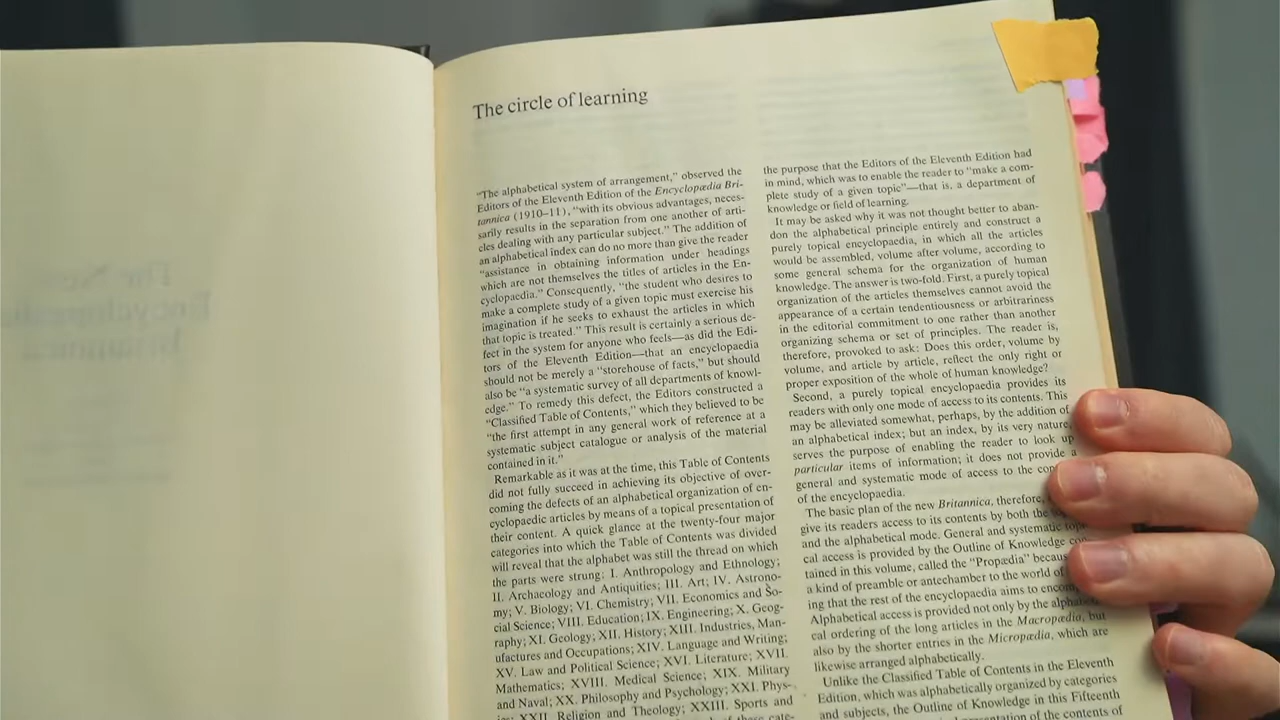 The circle of learning
"The alphabetical system of arrangement," observed the
Editors of the Eleventh Edition of the Encyclopædia Bri-
tannica (1910–11), "with its obvious advantages, neces-
sarily results in the separation from one another of arti-
cles dealing with any particular subject." The addition of
an alphabetical index can do no more than give the reader
"assistance in obtaining information under headings
which are not themselves the titles of articles in the En-
cyclopaedia." Consequently, "the student who desires to
make a complete study of a given topic must exercise his
imagination if he seeks to exhaust the articles in which
that topic is treated." This result is certainly a serious de-
fect in the system for anyone who feels—as did the Edi-
tors of the Eleventh Edition—that an encyclopaedia
should not be merely a "storehouse of facts," but should
also be "a systematic survey of all departments of knowl-
edge." To remedy this defect, the Editors constructed a
"Classified Table of Contents," which they believed to be
"the first attempt in any general work of reference at a
systematic subject catalogue or analysis of the material
contained in it."
Remarkable as it was at the time, this Table of Contents
did not fully succeed in achieving its objective of over-
coming the defects of an alphabetical organization of en-
cyclopaedic articles by means of a topical presentation of
their content. A quick glance at the twenty-four major
categories into which the Table of Contents was divided
will reveal that the alphabet was still the thread on which
the parts were strung: I. Anthropology and Ethnology;
II. Archaeology and Antiquities; III. Art; IV. Astrono-
my; V. Biology; VI. Chemistry; VII. Economics and So-
cial Science; VIII. Education; IX. Engineering; X. Geog-
raphy; XI. Geology; XII. History; XIII. Industries, Man-
ufactures and Occupations; XIV. Language and Writing;
XV. Law and Political Science; XVI. Literature; XVII.
Mathematics; XVIII. Medical Science; XIX. Military
and Naval; XX. Philosophy and Psychology; XXI. Phys-
ics; XXII. Religion and Theology; XXIII. Sports and
of these cate-
the purpose that the Editors of the Eleventh Edition had
in mind, which was to enable the reader to "make a com-
plete study of a given topic"—that is, a department of
knowledge or field of learning.
It may be asked why it was not thought better to aban-
don the alphabetical principle entirely and construct a
purely topical encyclopaedia, in which all the articles
would be assembled, volume after volume, according to
some general schema for the organization of human
knowledge. The answer is two-fold. First, a purely topical
organization of the articles themselves cannot avoid the
appearance of a certain tendentiousness or arbitrariness
in the editorial commitment to one rather than another
organizing schema or set of principles. The reader is,
therefore, provoked to ask: Does this order, volume by
volume, and article by article, reflect the only right or
proper exposition of the whole of human knowledge?
Second, a purely topical encyclopaedia provides its
readers with only one mode of access to its contents. This
may be alleviated somewhat, perhaps, by the addition of
an alphabetical index; but an index, by its very nature,
serves the purpose of enabling the reader to look up
particular items of information; it does not provide a
general and systematic mode of access to the con
of the encyclopaedia.
The basic plan of the new Britannica, therefore,
give its readers access to its contents by both the
and the alphabetical mode. General and systematic
cal access is provided by the Outline of Knowledge con-
tained in this volume, called the "Propædia" becaus
a kind of preamble or antechamber to the world of
ing that the rest of the encyclopaedia aims to encom
Alphabetical access is provided not only by the alphabeti-
cal ordering of the long articles in the Macropædia, but
also by the shorter entries in the Micropædia, which are
likewise arranged alphabetically.
Unlike the Classified Table of Contents in the Eleventh
Edition, which was alphabetically organized by categories
and subjects, the Outline of Knowledge in this Fifteenth
of the contents of